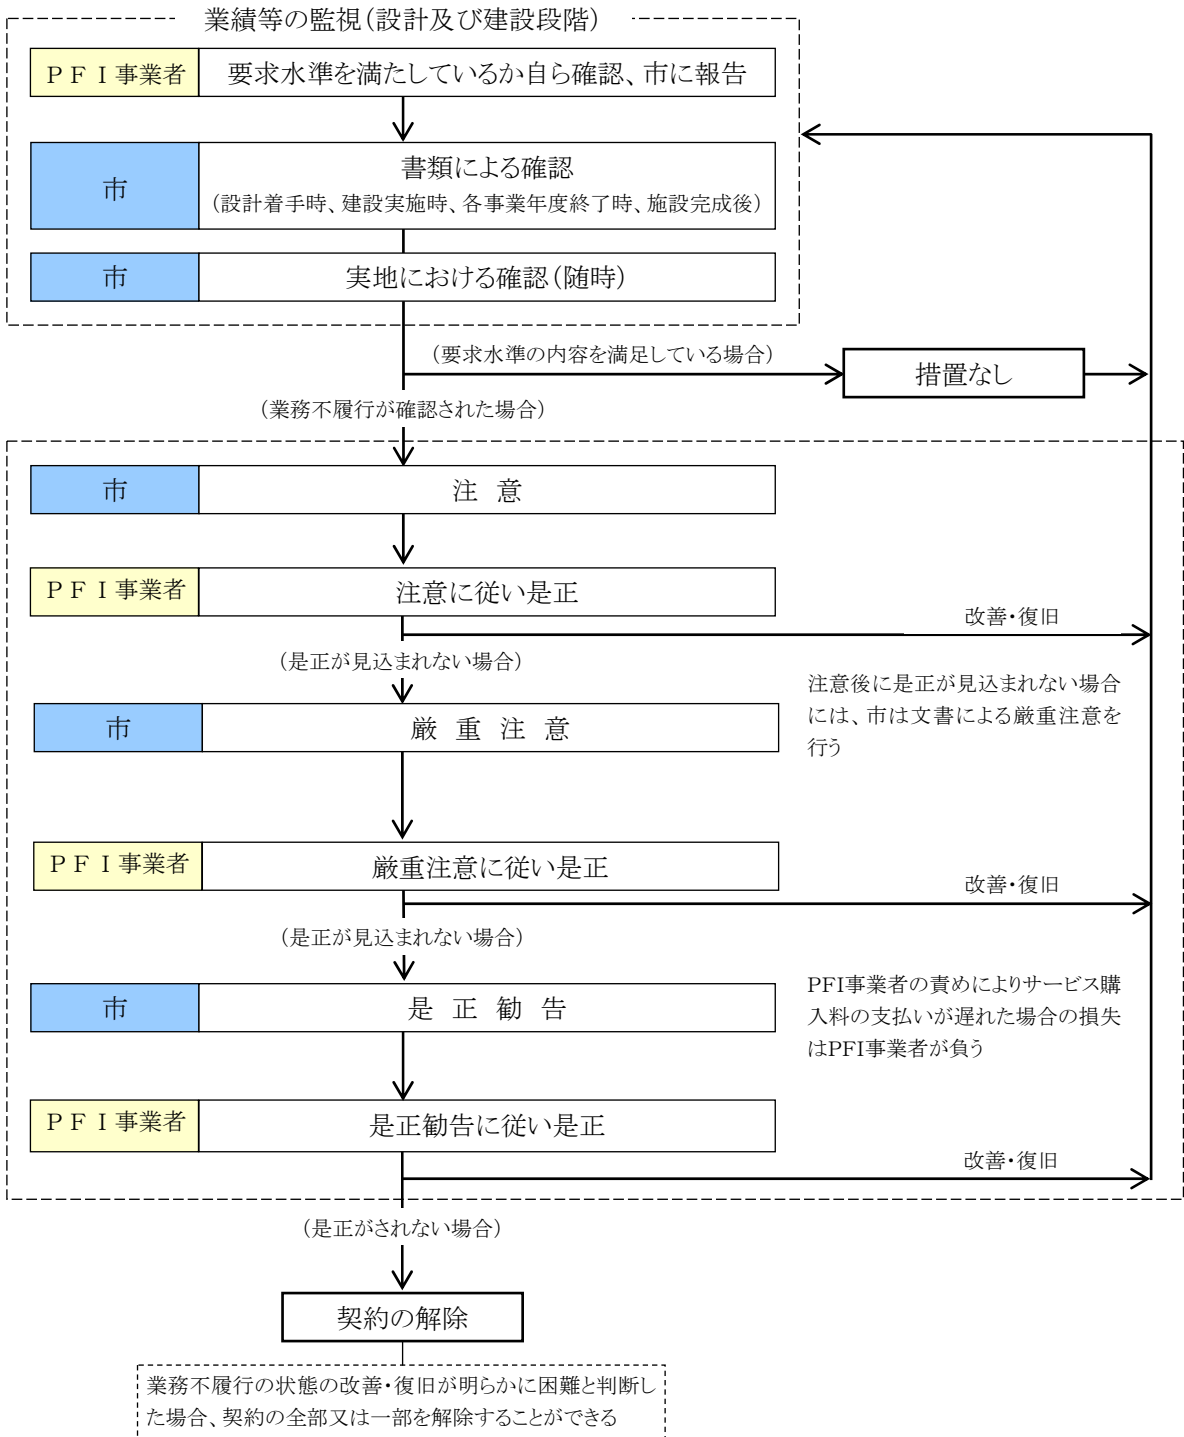 業績等の監視（設計及び建設段階）
ＰＦＩ事業者
要求水準を満たしているか自ら確認、市に報告
市
書類による確認
（設計着手時、建設実施時、各事業年度終了時、施設完成後）
市
実地における確認（随時）
（要求水準の内容を満足している場合）
措置なし
（業務不履行が確認された場合）
市
注 意
ＰＦＩ事業者
注意に従い是正
改善・復旧
（是正が見込まれない場合）
注意後に是正が見込まれない場合
には、市は文書による厳重注意を
行う
市
厳 重 注 意
ＰＦＩ事業者
厳重注意に従い是正
改善・復旧
（是正が見込まれない場合）
市
是 正 勧 告
PFI事業者の責めによりサービス購
入料の支払いが遅れた場合の損失
はPFI事業者が負う
ＰＦＩ事業者
是正勧告に従い是正
改善・復旧
（是正がされない場合）
契約の解除
業務不履行の状態の改善・復旧が明らかに困難と判断し
た場合、契約の全部又は一部を解除することができる